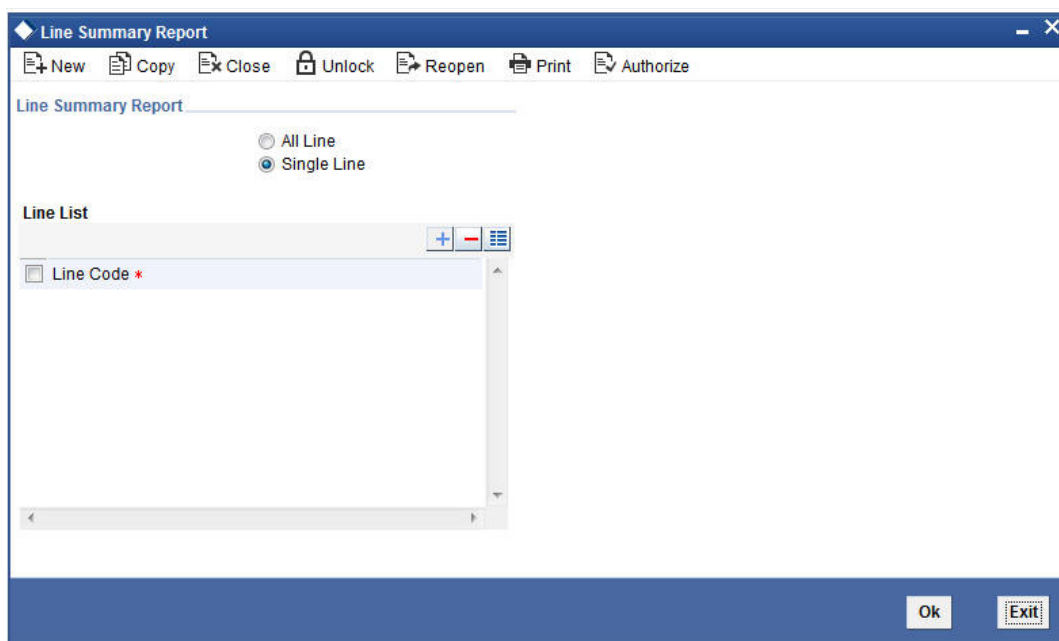 Line Summary Report
New Copy Close Unlock Reopen Print Authorize
Line Summary Report
All Line
Single Line
Line List
Line Code *
Ok Exit